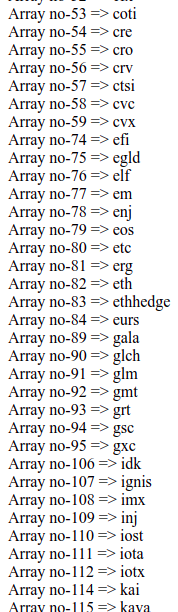 Array no-53 => coti
Array no-54 => cre
Array no-55 => cro
Array no-56 => crv
Array no-57 => ctsi
Array no-58 => cvc
Array no-59 => cvx
Array no-74 => efi
Array no-75 => egld
Array no-76 => elf
Array no-77 => em
Array no-78 => enj
Array no-79 => eos
Array no-80 => etc
Array no-81 => erg
Array no-82 => eth
Array no-83 => ethhedge
Array no-84 => eurs
Array no-89 => gala
Array no-90 => glch
Array no-91 => glm
Array no-92 => gmt
Array no-93 => grt
Array no-94 => gsc
Array no-95 => gxc
Array no-106 => idk
Array no-107 => ignis
Array no-108 => imx
Array no-109 => inj
Array no-110 => iost
Array no-111 => iota
Array no-112 => iotx
Array no-114 => kai
Array no-115 => kava